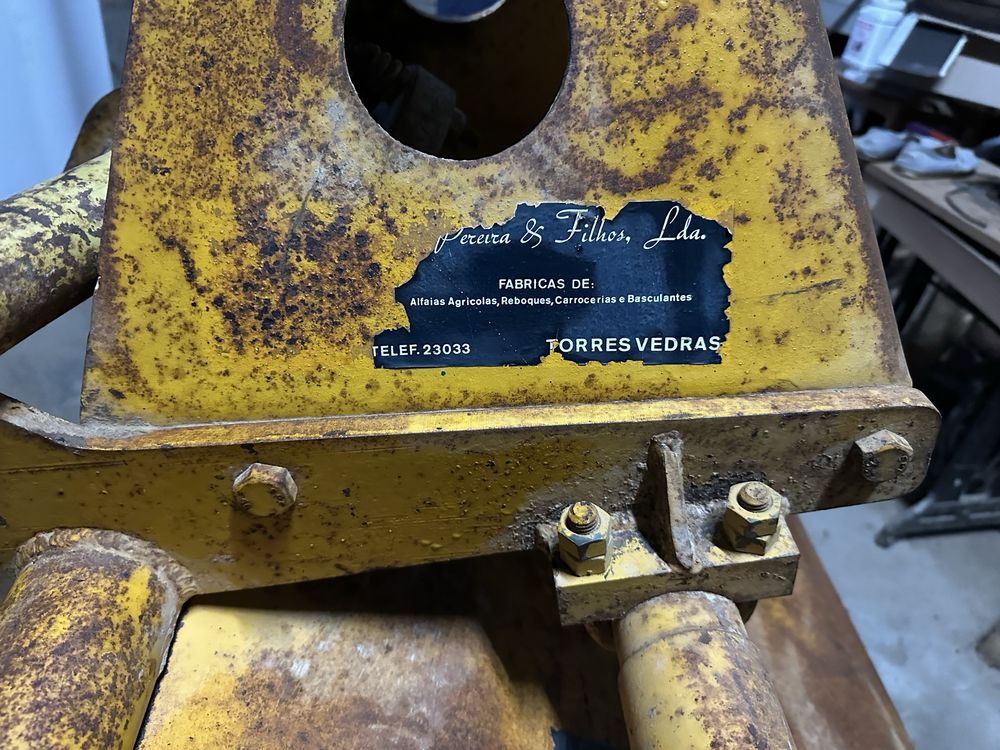 Pereira & Filhos, Lda.
FABRICAS DE:
Alfaias Agricolas, Reboques, Carrocerias e Basculantes
TELEF. 23033
TORRES VEDRAS